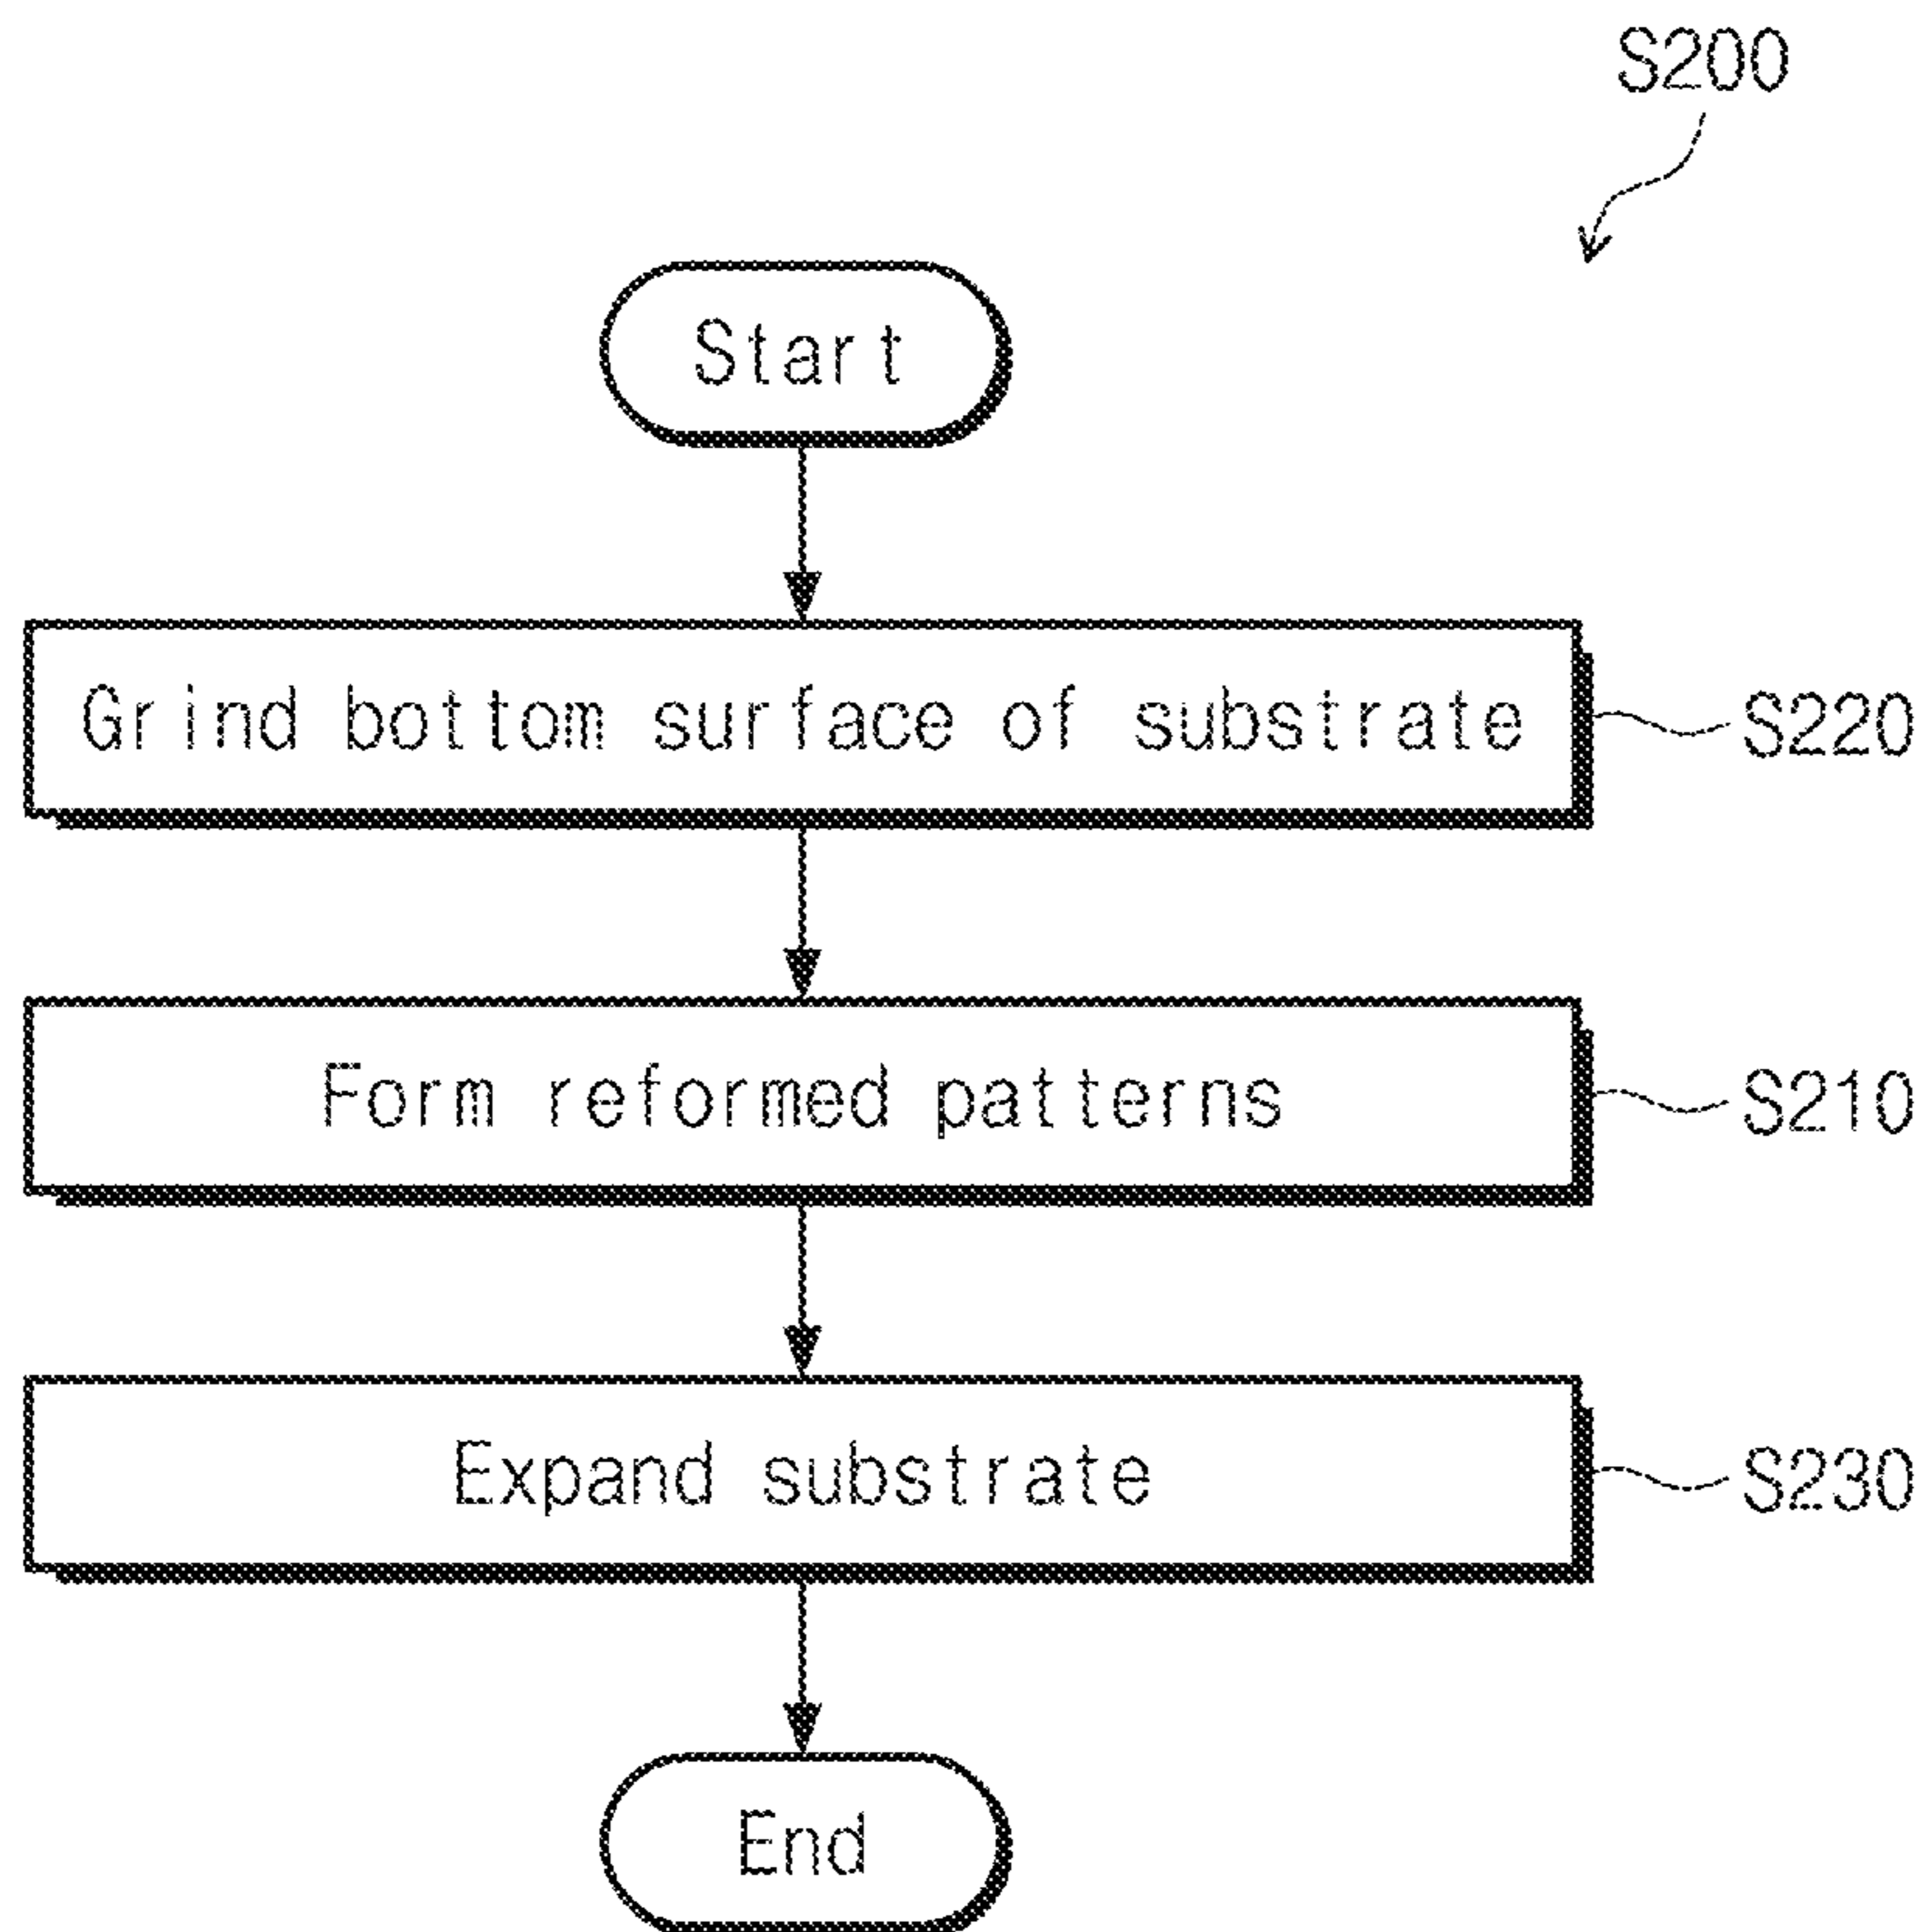 S200
Start
Grind bottom surface of substrate
S220
Form reformed patterns
S210
Expand substrate
S230
End